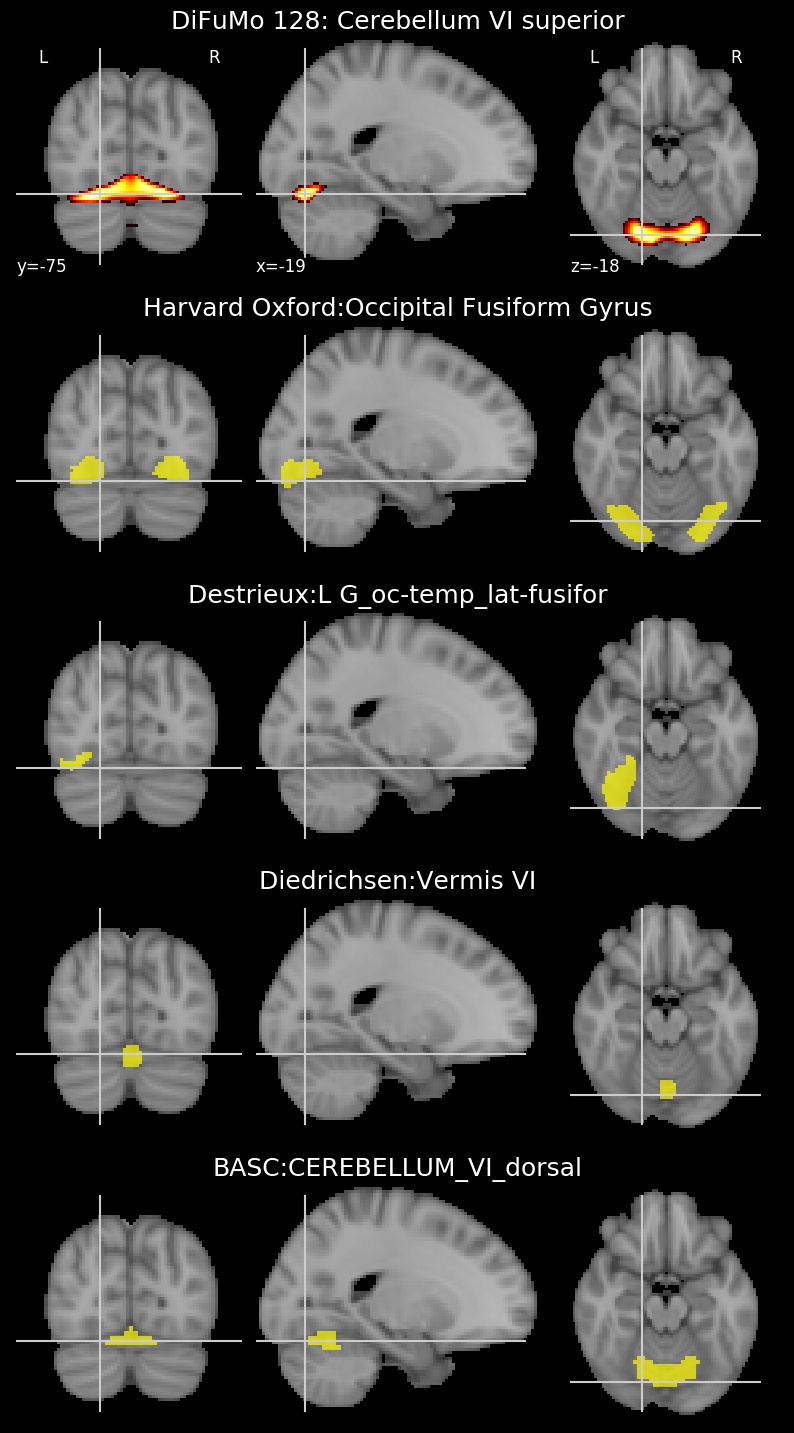 DiFuMo 128: Cerebellum VI superior
L R L R
y=-75 x=-19 z=-18
Harvard Oxford:Occipital Fusiform Gyrus
Destrieux:L G_oc-temp_lat-fusifor
Diedrichsen:Vermis VI
BASC:CEREBELLUM_VI_dorsal